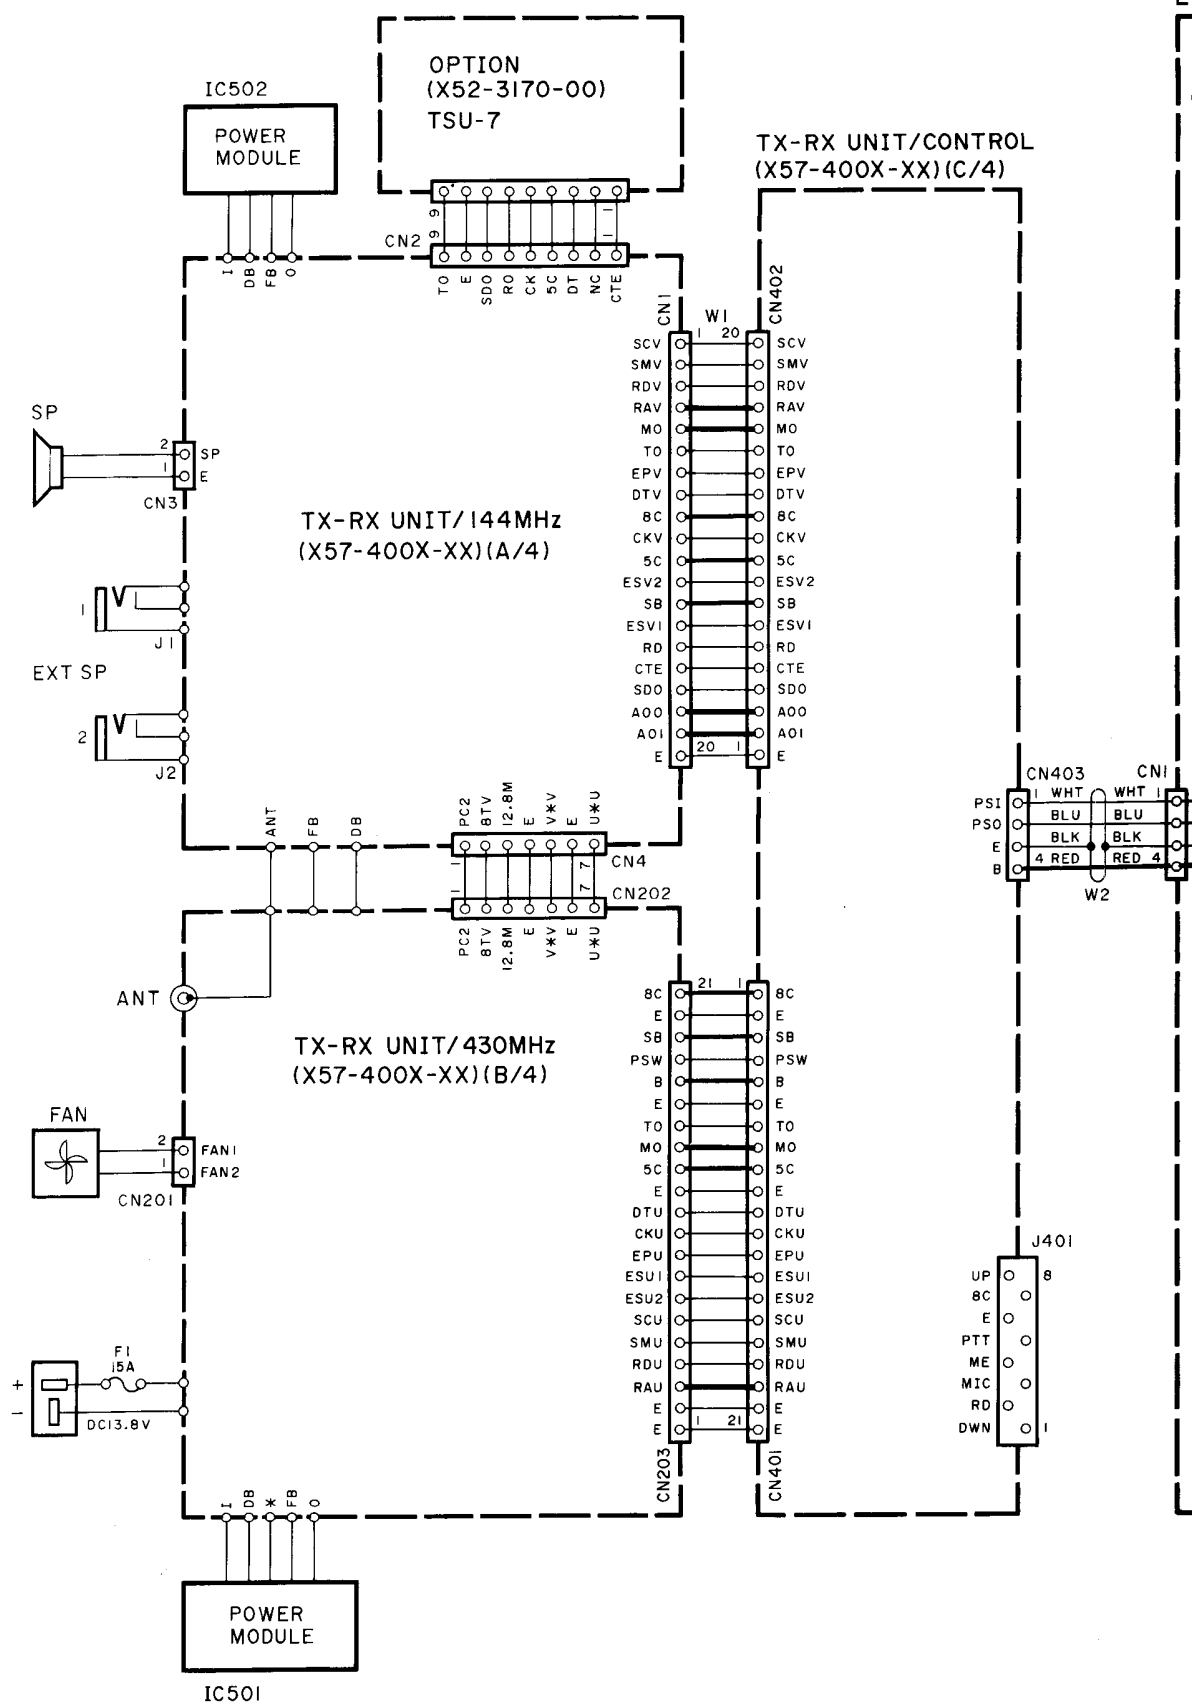 OPTION
(X52-3170-00)
TSU-7
IC502
POWER
MODULE
TX-RX UNIT/CONTROL
(X57-400X-XX)(C/4)
9 1
CN2 9 1
I DB FB O
TO E SDO RO CK 5C DT NC CTE
CN1 W1 CN402
1 20
SCV SCV
SMV SMV
RDV RDV
RAV RAV
MO MO
TO TO
EPV EPV
DTV DTV
8C 8C
CKV CKV
5C 5C
ESV2 ESV2
SB SB
ESV1 ESV1
RD RD
CTE CTE
SDO SDO
AO0 AO0
AO1 AO1
E 20 1 E
SP
2 SP
1 E
CN3
TX-RX UNIT/144MHz
(X57-400X-XX)(A/4)
1
J1
EXT SP
2
J2
CN403 CN1
PSI 1 WHT WHT 1
PSO BLU BLU
E BLK BLK
B 4 RED RED 4
W2
ANT FB DB
PC2 8TV 12.8M E V*V E U*U
1 7 CN4
1 7 CN202
PC2 8TV 12.8M E V*V E U*U
ANT
TX-RX UNIT/430MHz
(X57-400X-XX)(B/4)
21 1
8C 8C
E E
SB SB
PSW PSW
B B
E E
TO TO
MO MO
5C 5C
E E
DTU DTU
CKU CKU
EPU EPU
ESU1 ESU1
ESU2 ESU2
SCU SCU
SMU SMU
RDU RDU
RAU RAU
E E
E 1 21 E
CN203 CN401
FAN
2 FAN1
1 FAN2
CN201
J401
UP 8
8C
E
PTT
ME
MIC
RD
DWN 1
F1
15A
+
-
DC13.8V
I DB * FB O
POWER
MODULE
IC501